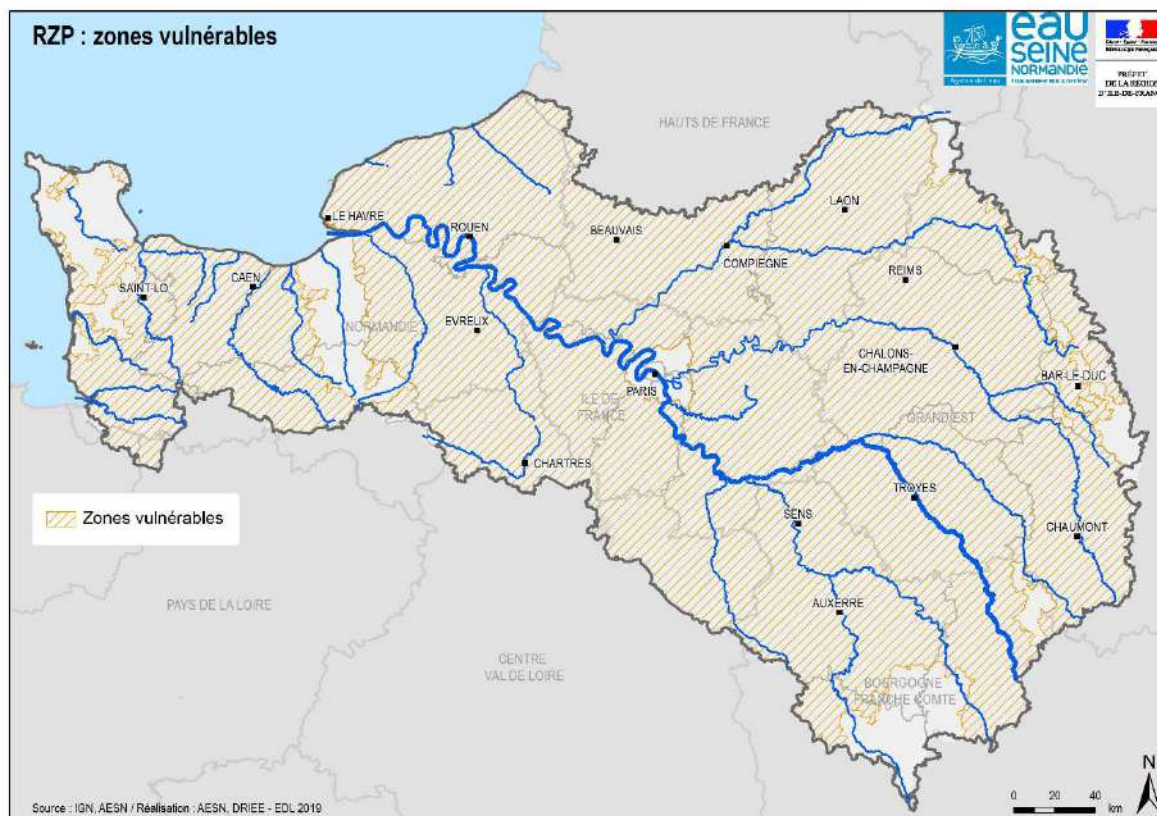 RZP : zones vulnérables
eau
SEINE
NORMANDIE
PRÉFET
DE LA RÉGION
D'ILE-DE-FRANCE
HAUTS DE FRANCE
LAON
LE HAVRE
ROUEN
BEAUVAIS
COMPIEGNE
REIMS
CAEN
SAINT-LO
NORMANDIE
EVREUX
CHALONS-
EN-CHAMPAGNE
BAR-LE-DUC
PARIS
ILE DE
FRANCE
GRAND EST
CHARTRES
TROYES
Zones vulnérables
SENS
CHAUMONT
PAYS DE LA LOIRE
AUXERRE
CENTRE
VAL DE LOIRE
BOURGOGNE
FRANCHE COMTE
N
Source : IGN, AESN / Réalisation : AESN, DRIEE - EDL 2019
0 20 40
km